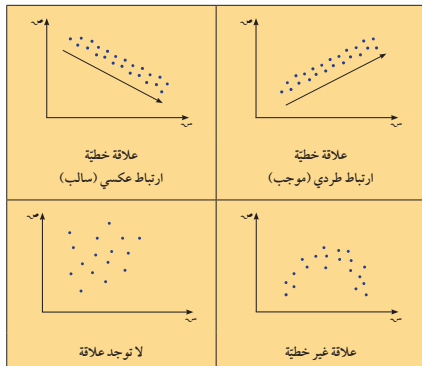 ص
س
علاقة خطيّة
ارتباط طردي (موجب)
ص
س
علاقة خطيّة
ارتباط عكسي (سالب)
ص
س
علاقة غير خطيّة
ص
س
لا توجد علاقة